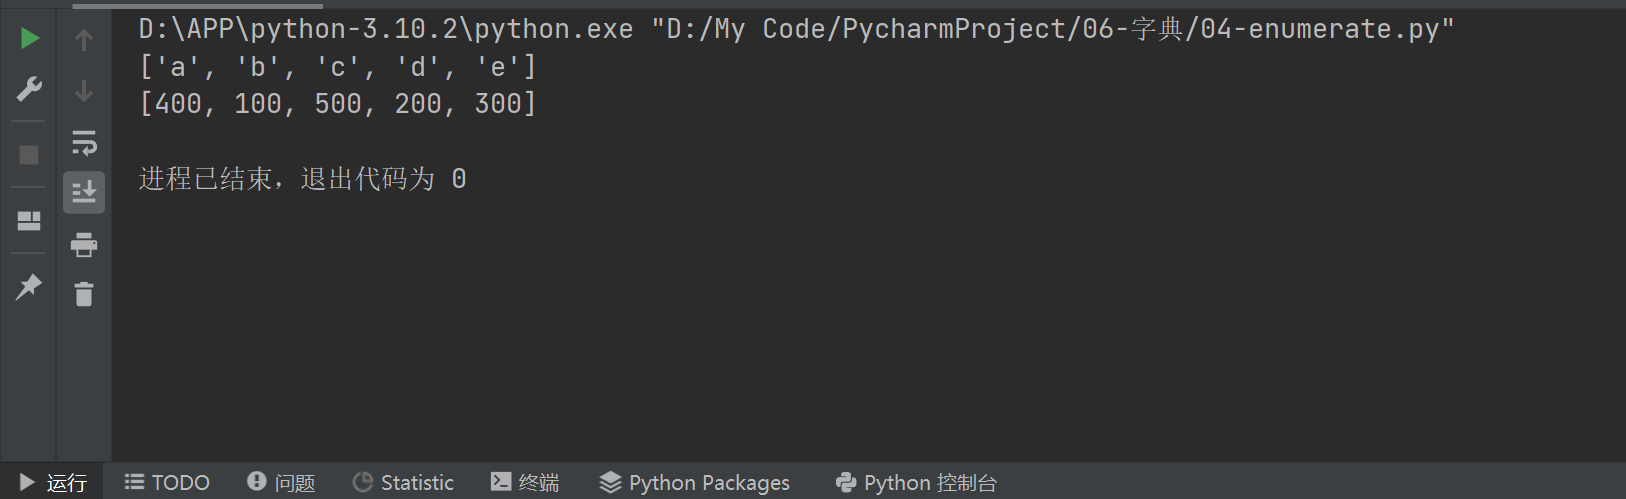 D:\APP\python-3.10.2\python.exe "D:/My Code/PycharmProject/06-字典/04-enumerate.py"
['a', 'b', 'c', 'd', 'e']
[400, 100, 500, 200, 300]
进程已结束，退出代码为 0
运行 TODO 问题 Statistic 终端 Python Packages Python 控制台